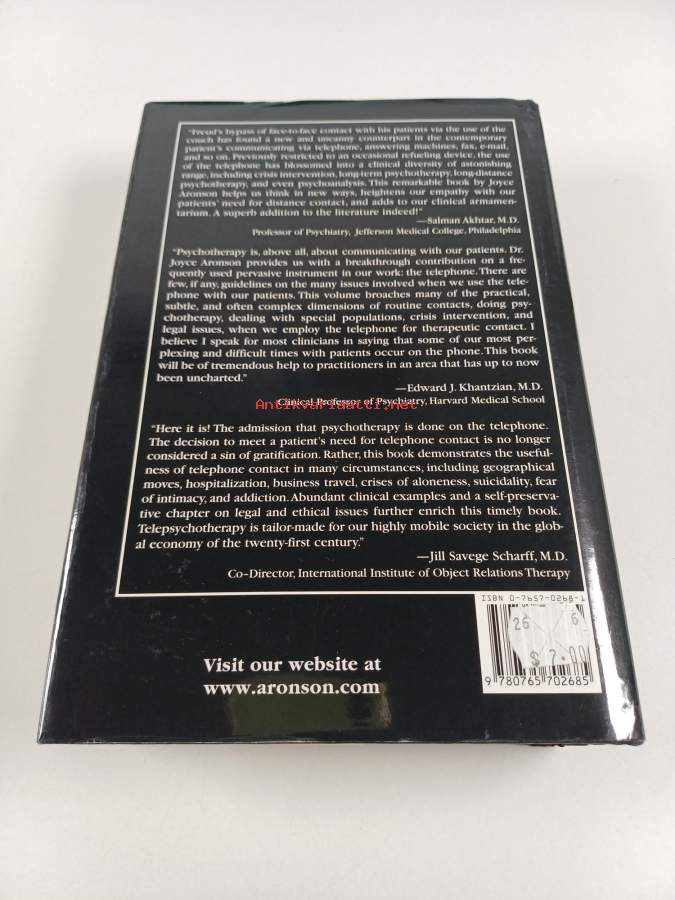 "Freud's bypass of face-to-face contact with his patients via the use of the
couch has found a new and uncanny counterpart in the contemporary
patient's communicating via telephone, answering machines, fax, e-mail,
and so on. Previously restricted to an occasional refueling device, the use
of the telephone has blossomed into a clinical diversity of astonishing
range, including crisis intervention, long-term psychotherapy, long-distance
psychotherapy, and even psychoanalysis. This remarkable book by Joyce
Aronson helps us think in new ways, heightens our empathy with our
patients' need for distance contact, and adds to our clinical armamen-
tarium. A superb addition to the literature indeed!"
—Salman Akhtar, M.D.
Professor of Psychiatry, Jefferson Medical College, Philadelphia
"Psychotherapy is, above all, about communicating with our patients. Dr.
Joyce Aronson provides us with a breakthrough contribution on a fre-
quently used pervasive instrument in our work: the telephone. There are
few, if any, guidelines on the many issues involved when we use the tele-
phone with our patients. This volume broaches many of the practical,
subtle, and often complex dimensions of routine contacts, doing psy-
chotherapy, dealing with special populations, crisis intervention, and
legal issues, when we employ the telephone for therapeutic contact. I
believe I speak for most clinicians in saying that some of our most per-
plexing and difficult times with patients occur on the phone. This book
will be of tremendous help to practitioners in an area that has up to now
been uncharted."
—Edward J. Khantzian, M.D.
Clinical Professor of Psychiatry, Harvard Medical School
Antikvariaatti.net
"Here it is! The admission that psychotherapy is done on the telephone.
The decision to meet a patient's need for telephone contact is no longer
considered a sin of gratification. Rather, this book demonstrates the useful-
ness of telephone contact in many circumstances, including geographical
moves, hospitalization, business travel, crises of aloneness, suicidality, fear
of intimacy, and addiction. Abundant clinical examples and a self-preserva-
tive chapter on legal and ethical issues further enrich this timely book.
Telepsychotherapy is tailor-made for our highly mobile society in the glob-
al economy of the twenty-first century."
—Jill Savege Scharff, M.D.
Co-Director, International Institute of Object Relations Therapy
ISBN 0-7657-0268-1
26 6
$
9 780765 702685
Visit our website at
www.aronson.com